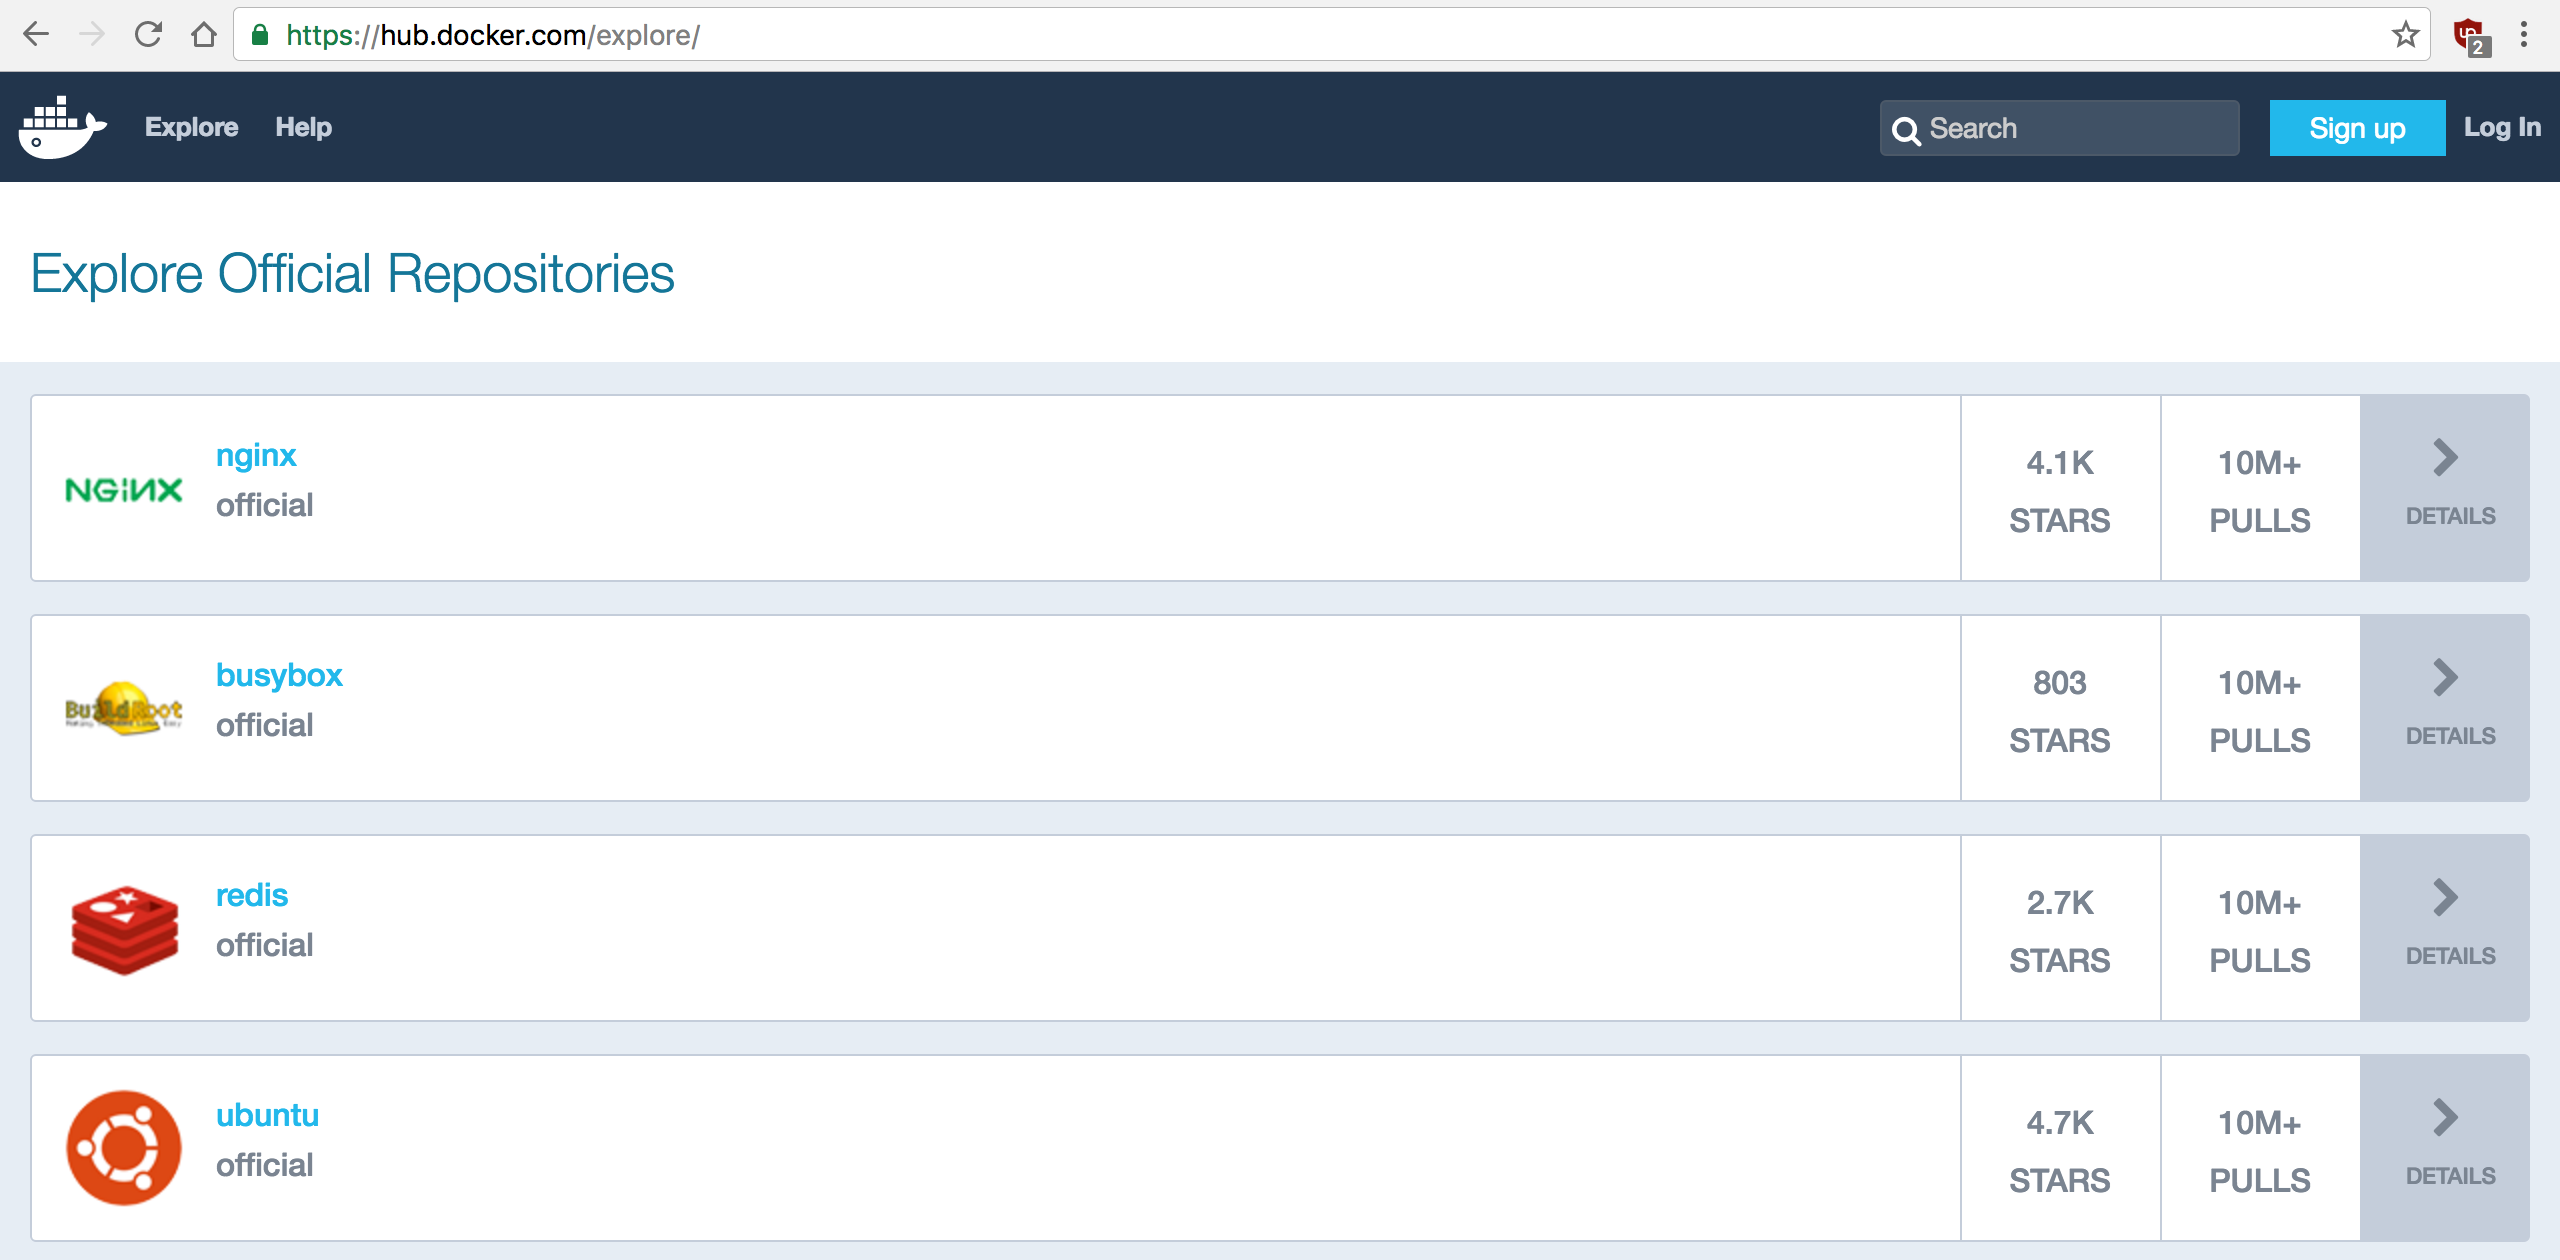 https://hub.docker.com/explore/
2
Explore Help Search Sign up Log In
Explore Official Repositories
NGiNX
nginx
official
4.1K
STARS
10M+
PULLS
DETAILS
BuildRoot
busybox
official
803
STARS
10M+
PULLS
DETAILS
redis
official
2.7K
STARS
10M+
PULLS
DETAILS
ubuntu
official
4.7K
STARS
10M+
PULLS
DETAILS